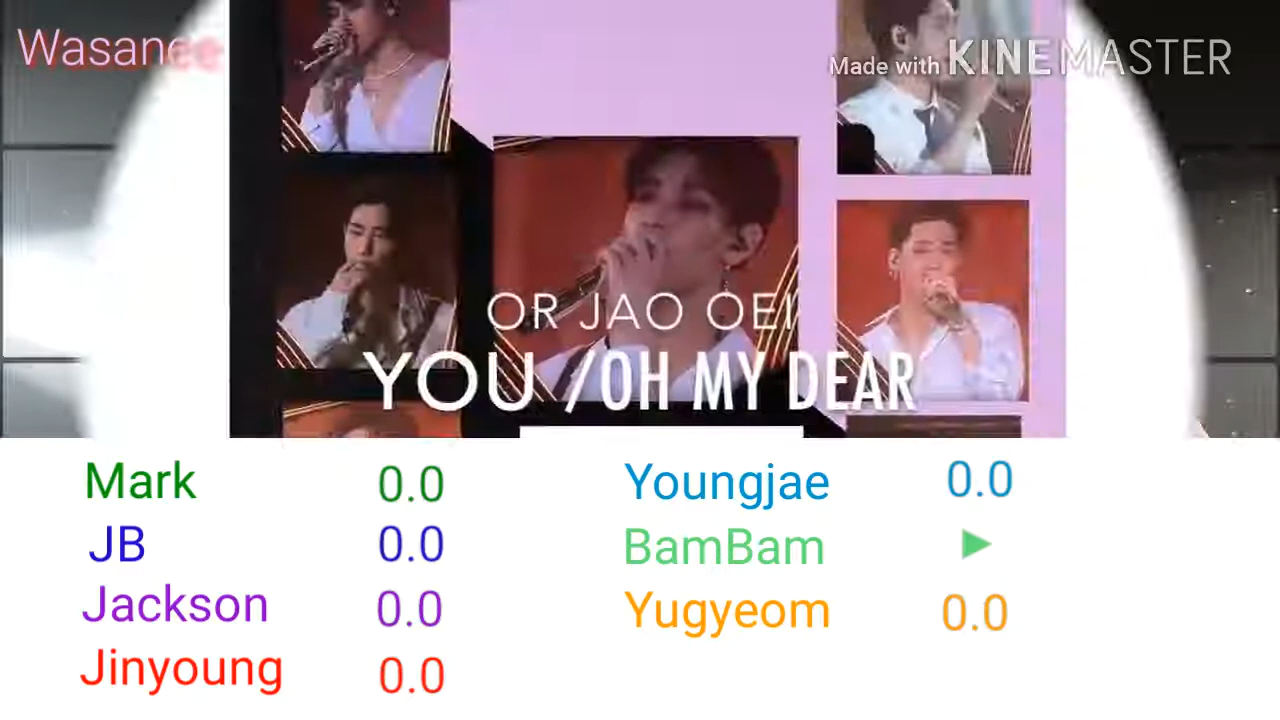 Wasanee
Made with KINEMASTER
OR JAO OEI
YOU /OH MY DEAR
Mark 0.0 Youngjae 0.0
JB 0.0 BamBam ▶
Jackson 0.0 Yugyeom 0.0
Jinyoung 0.0